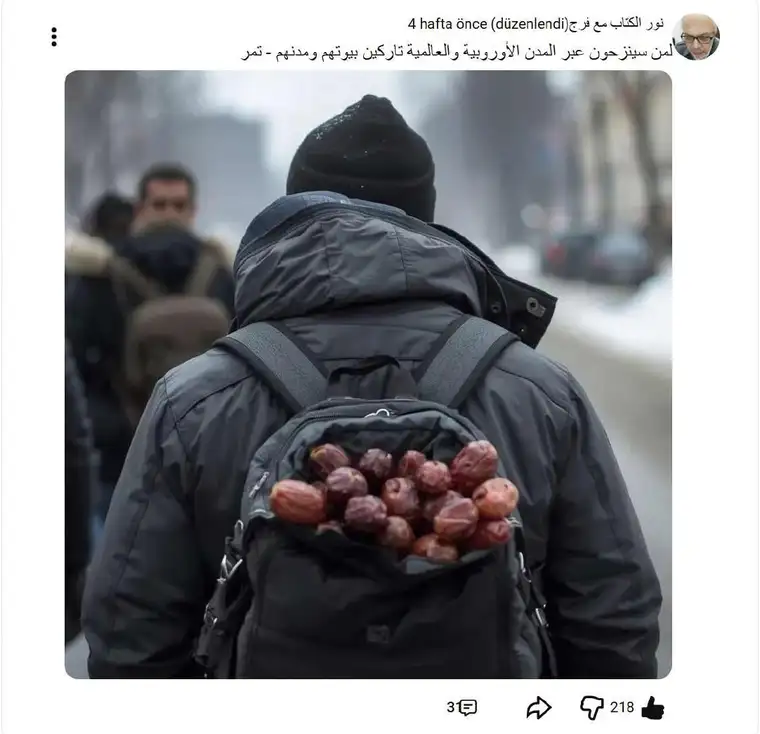 نور الكتاب مع فرج(düzenlendi) 4 hafta önce
لمن سينزحون عبر المدن الأوروبية والعالمية تاركين بيوتهم ومدنهم - تمر
31
218